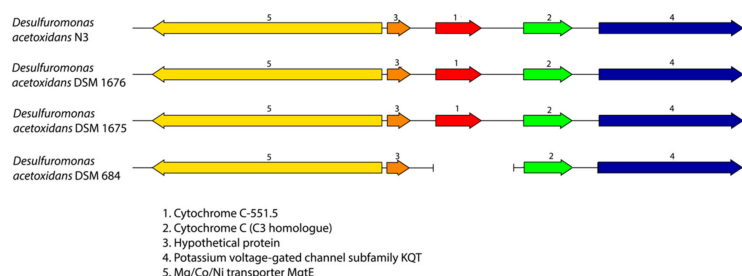 5 3 1 2 4
Desulfuromonas
acetoxidans N3
5 3 1 2 4
Desulfuromonas
acetoxidans DSM 1676
5 3 1 2 4
Desulfuromonas
acetoxidans DSM 1675
5 3 2 4
Desulfuromonas
acetoxidans DSM 684
1. Cytochrome C-551.5
2. Cytochrome C (C3 homologue)
3. Hypothetical protein
4. Potassium voltage-gated channel subfamily KQT
5. Mg/Co/Ni transporter MgtE